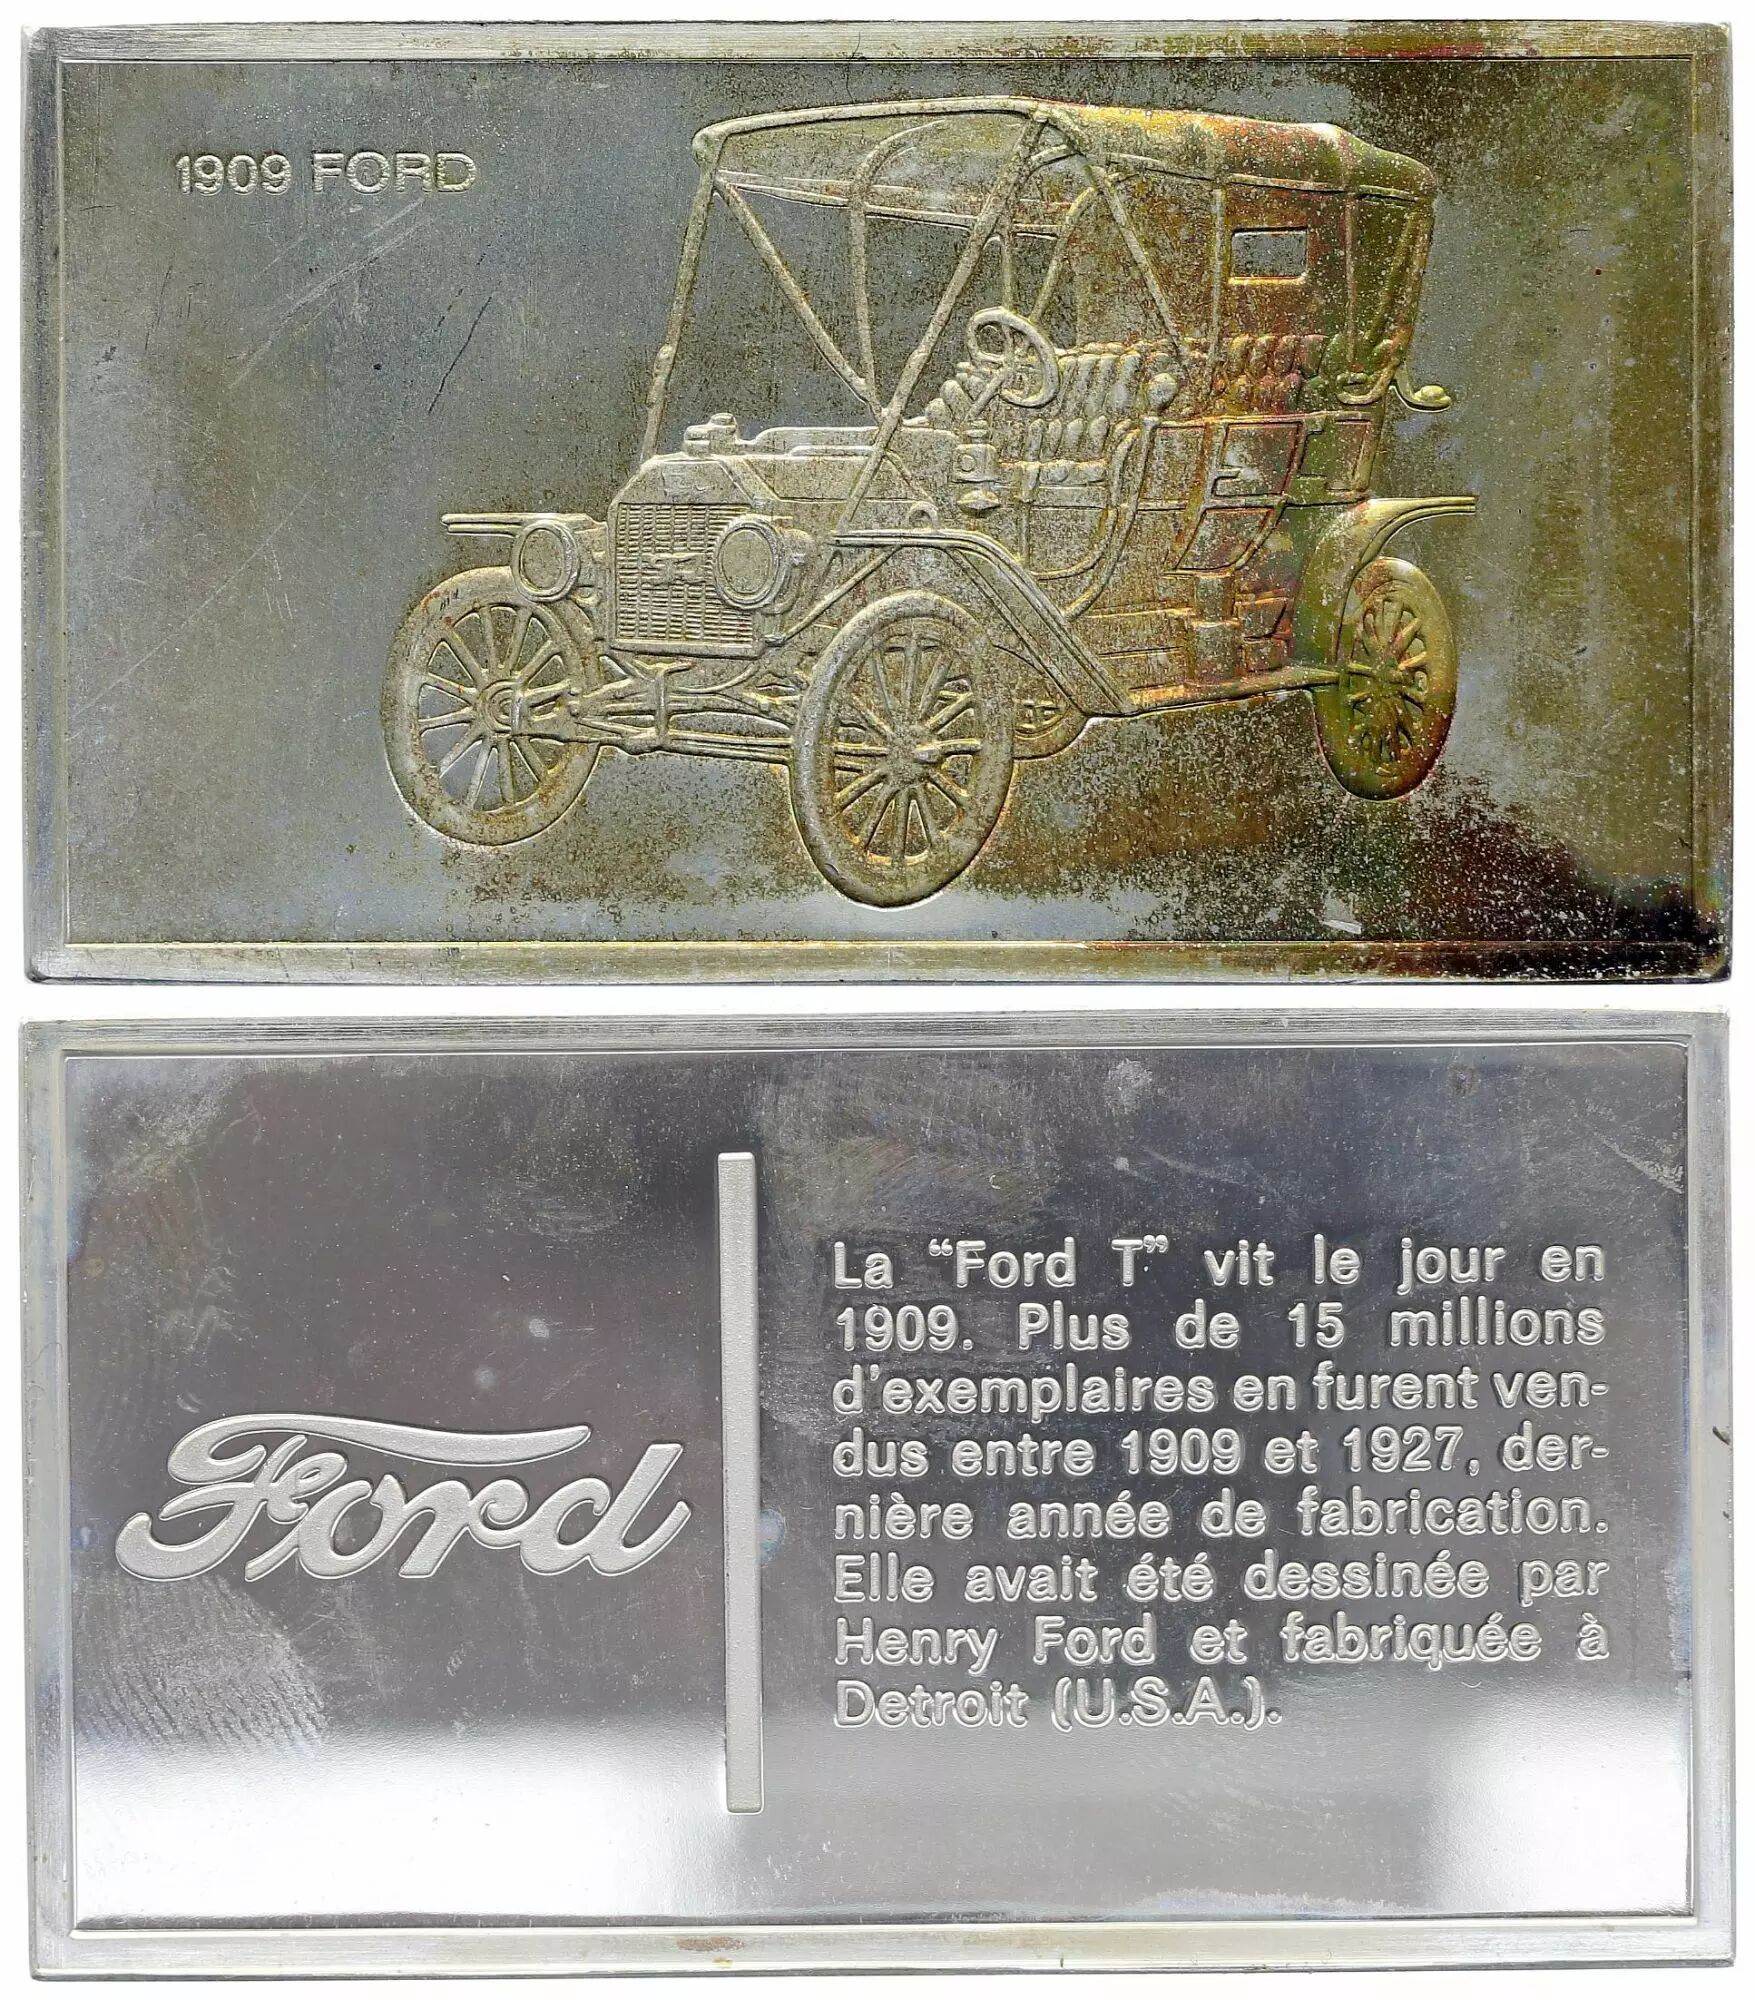 1909 FORD
Ford
La “Ford T” vit le jour en
1909. Plus de 15 millions
d'exemplaires en furent ven-
dus entre 1909 et 1927, der-
nière année de fabrication.
Elle avait été dessinée par
Henry Ford et fabriquée à
Detroit (U.S.A.).